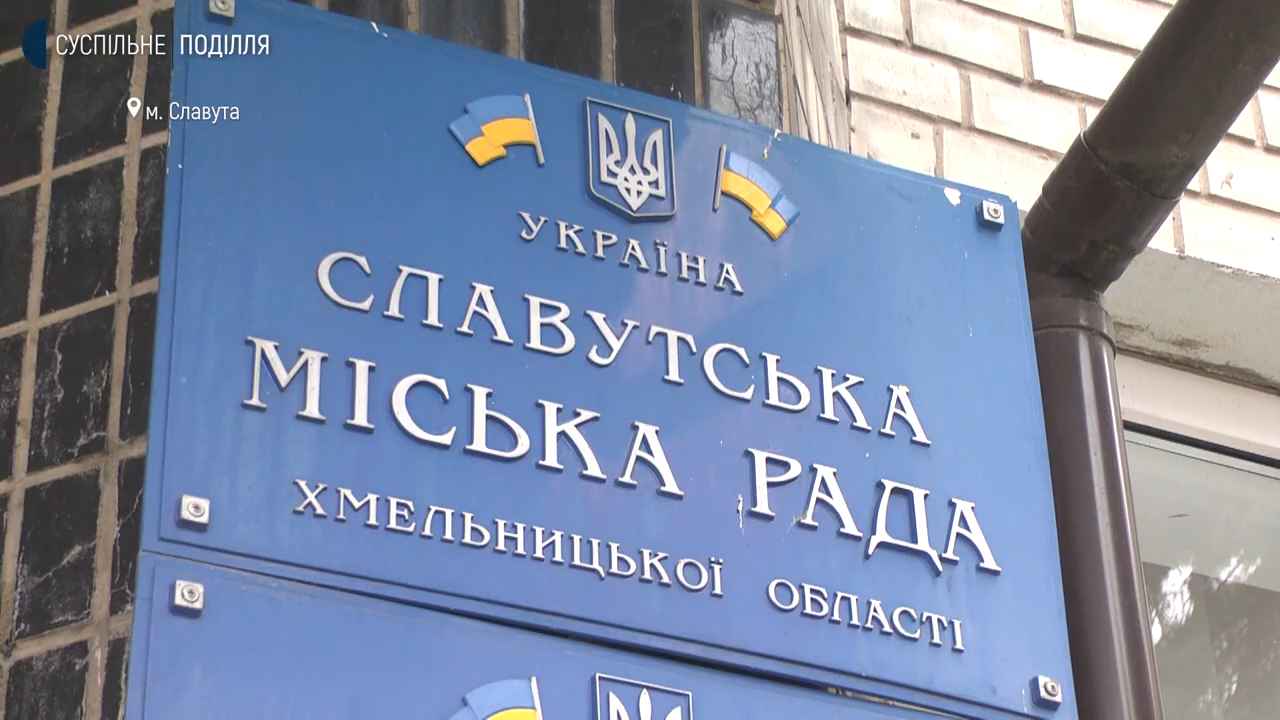 СУСПІЛЬНЕ ПОДІЛЛЯ
м. Славута
УКРАЇНА
СЛАВУТСЬКА
МІСЬКА РАДА
ХМЕЛЬНИЦЬКОЇ ОБЛАСТІ